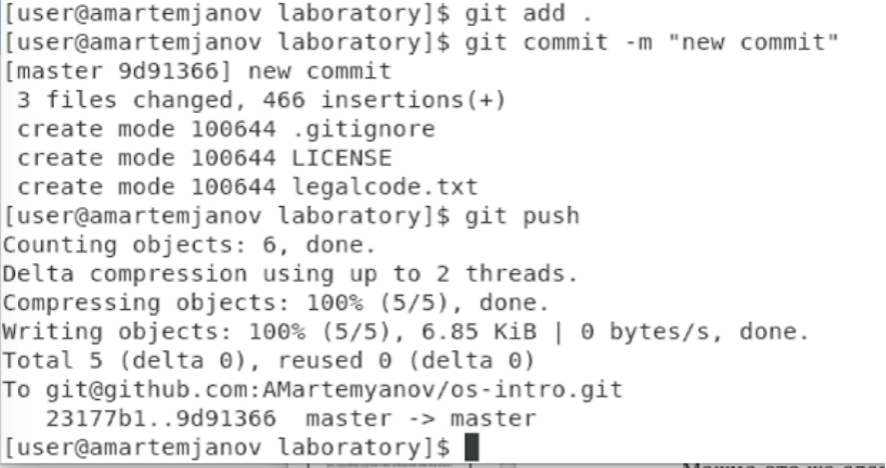 [user@amartemjanov laboratory]$ git add .
[user@amartemjanov laboratory]$ git commit -m "new commit"
[master 9d91366] new commit
 3 files changed, 466 insertions(+)
 create mode 100644 .gitignore
 create mode 100644 LICENSE
 create mode 100644 legalcode.txt
[user@amartemjanov laboratory]$ git push
Counting objects: 6, done.
Delta compression using up to 2 threads.
Compressing objects: 100% (5/5), done.
Writing objects: 100% (5/5), 6.85 KiB | 0 bytes/s, done.
Total 5 (delta 0), reused 0 (delta 0)
To git@github.com:AMartemyanov/os-intro.git
   23177b1..9d91366  master -> master
[user@amartemjanov laboratory]$